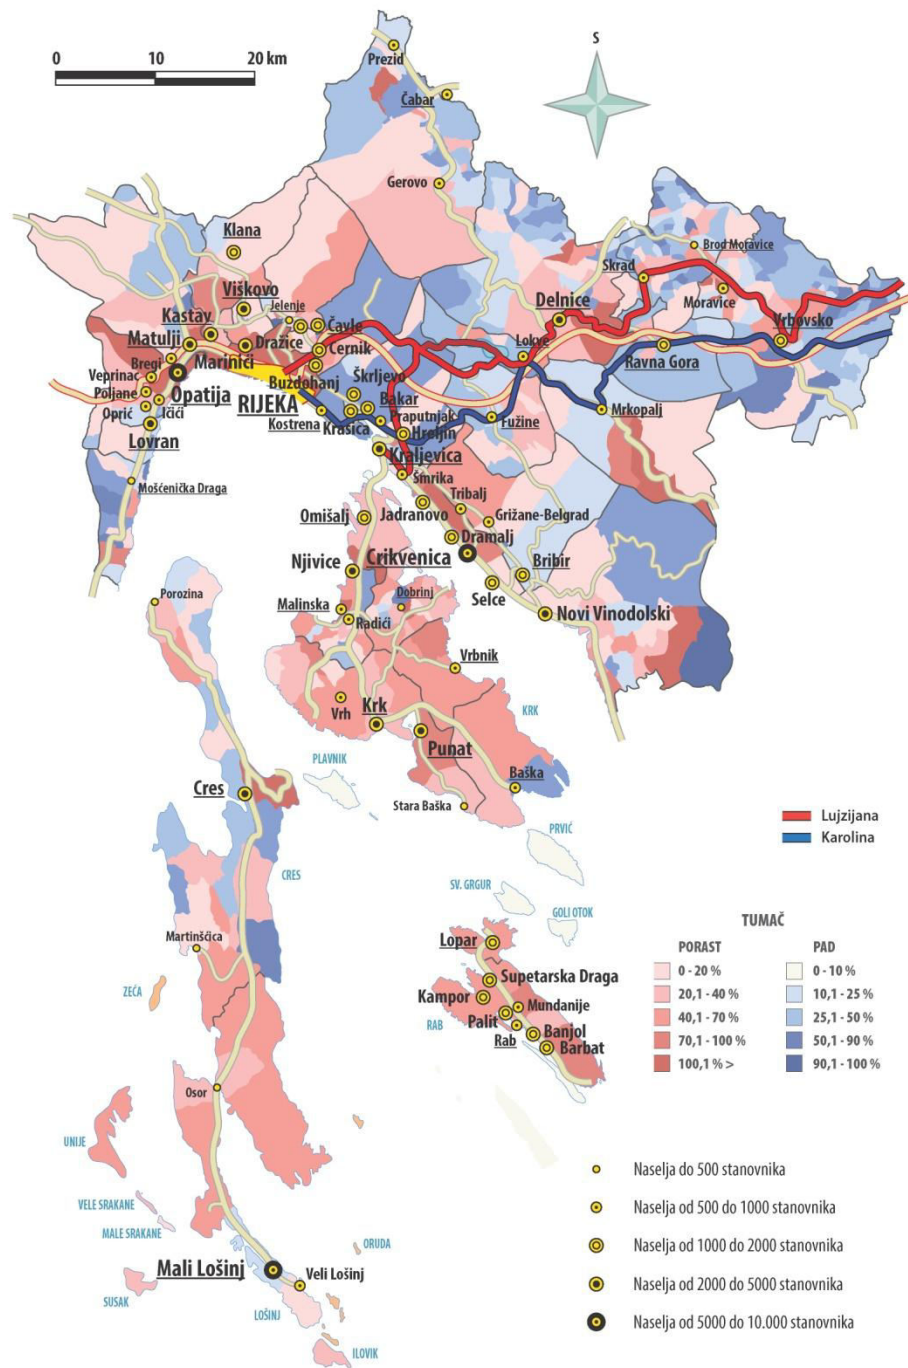 0 10 20 km
S
Prezid
Čabar
Gerovo
Klana
Brod Moravice
Skrad
Viškovo
Moravice
Delnice
Jelenje
Kastav
Čavle
Vrbovsko
Matulji
Dražice
Cernik
Lokve
Ravna Gora
Bregi
Marinići
Veprinac
Buzdohanj
Škrljevo
Poljane
Opatija
RIJEKA
Bakar
Oprić
Ičići
Kostrena
Krasica
Praputnjak
Fužine
Mrkopalj
Lovran
Hreljin
Kraljevica
Šmrika
Mošćenička Draga
Tribalj
Omišalj
Jadranovo
Grižane-Belgrad
Dramalj
Njivice
Crikvenica
Bribir
Porozina
Malinska
Dobrinj
Selce
Novi Vinodolski
Radići
Vrbnik
Vrh
Krk
KRK
Punat
PLAVNIK
Baška
Cres
Stara Baška
Lujzijana
PRVIĆ
Karolina
CRES
SV. GRGUR
GOLI OTOK
TUMAČ
Martinšćica
Lopar
PORAST
PAD
0 - 20 %
0 - 10 %
Supetarska Draga
20,1 - 40 %
10,1 - 25 %
ZEĆA
Kampor
Mundanije
40,1 - 70 %
25,1 - 50 %
RAB
Palit
Banjol
70,1 - 100 %
50,1 - 90 %
Rab
Barbat
100,1 % >
90,1 - 100 %
Osor
UNIJE
Naselja do 500 stanovnika
VELE SRAKANE
Naselja od 500 do 1000 stanovnika
MALE SRAKANE
ORUDA
Naselja od 1000 do 2000 stanovnika
Mali Lošinj
Veli Lošinj
Naselja od 2000 do 5000 stanovnika
SUSAK
LOŠINJ
Naselja od 5000 do 10.000 stanovnika
ILOVIK